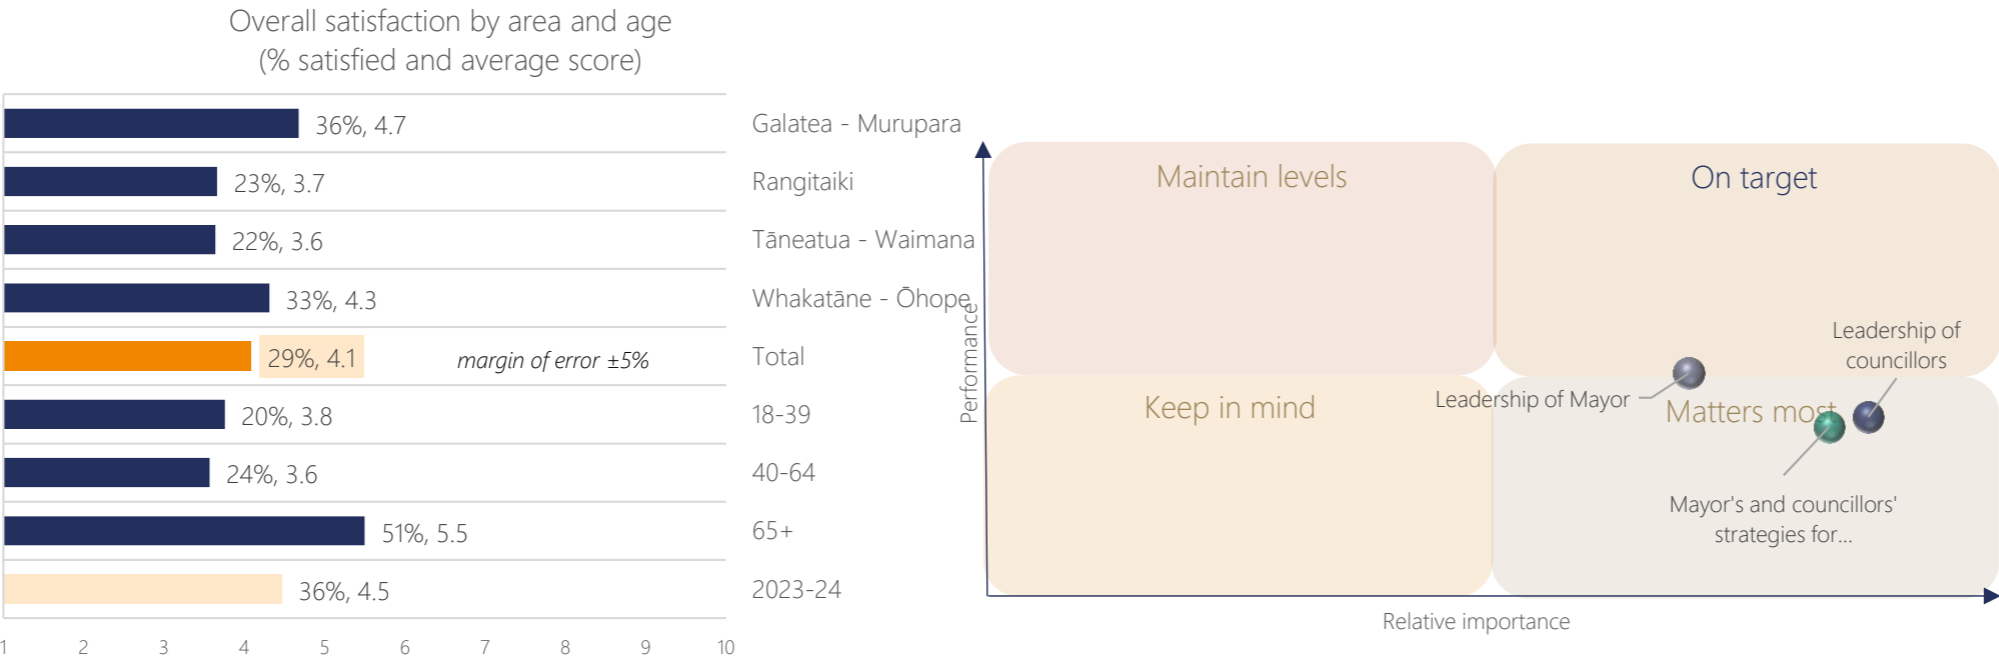 Overall satisfaction by area and age
(% satisfied and average score)
36%, 4.7
Galatea - Murupara
23%, 3.7
Rangitaiki
22%, 3.6
Tāneatua - Waimana
33%, 4.3
Whakatāne - Ōhope
29%, 4.1
margin of error ±5%
Total
20%, 3.8
18-39
24%, 3.6
40-64
51%, 5.5
65+
36%, 4.5
2023-24
1 2 3 4 5 6 7 8 9 10
Performance
Maintain levels
On target
Leadership of
councillors
Keep in mind
Leadership of Mayor
Matters most
Mayor's and councillors'
strategies for...
Relative importance